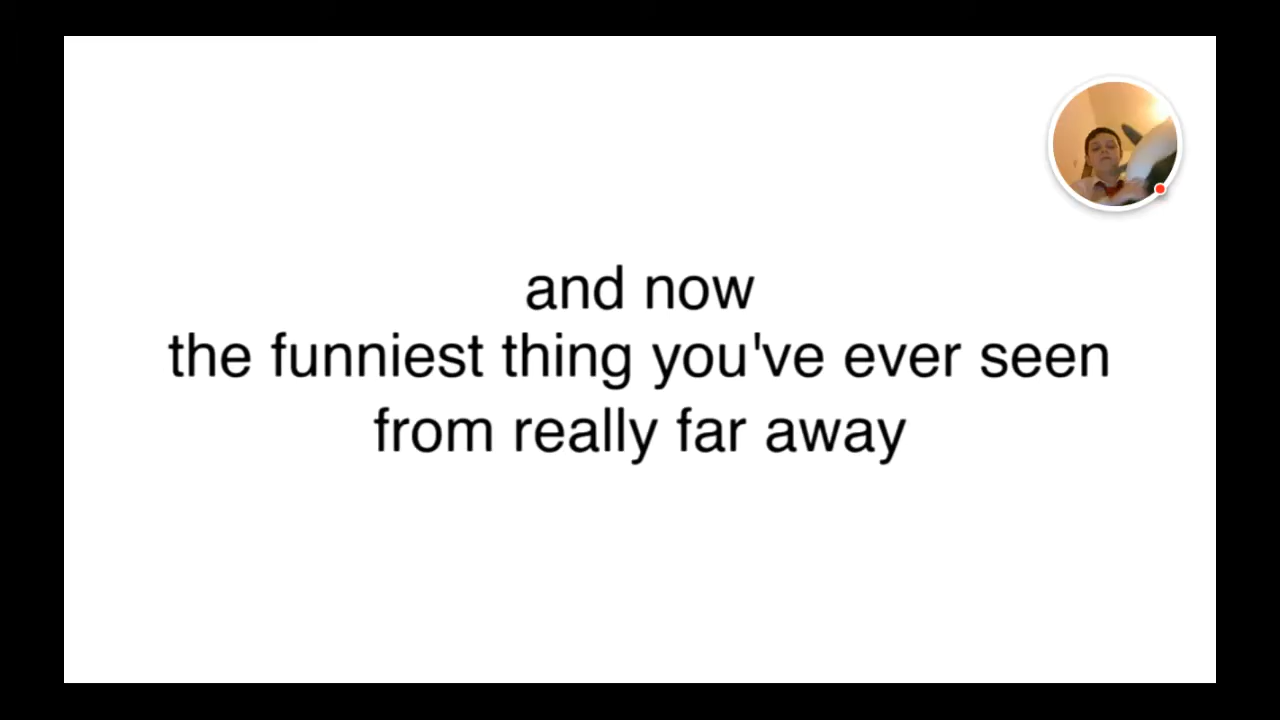 and now
the funniest thing you've ever seen
from really far away